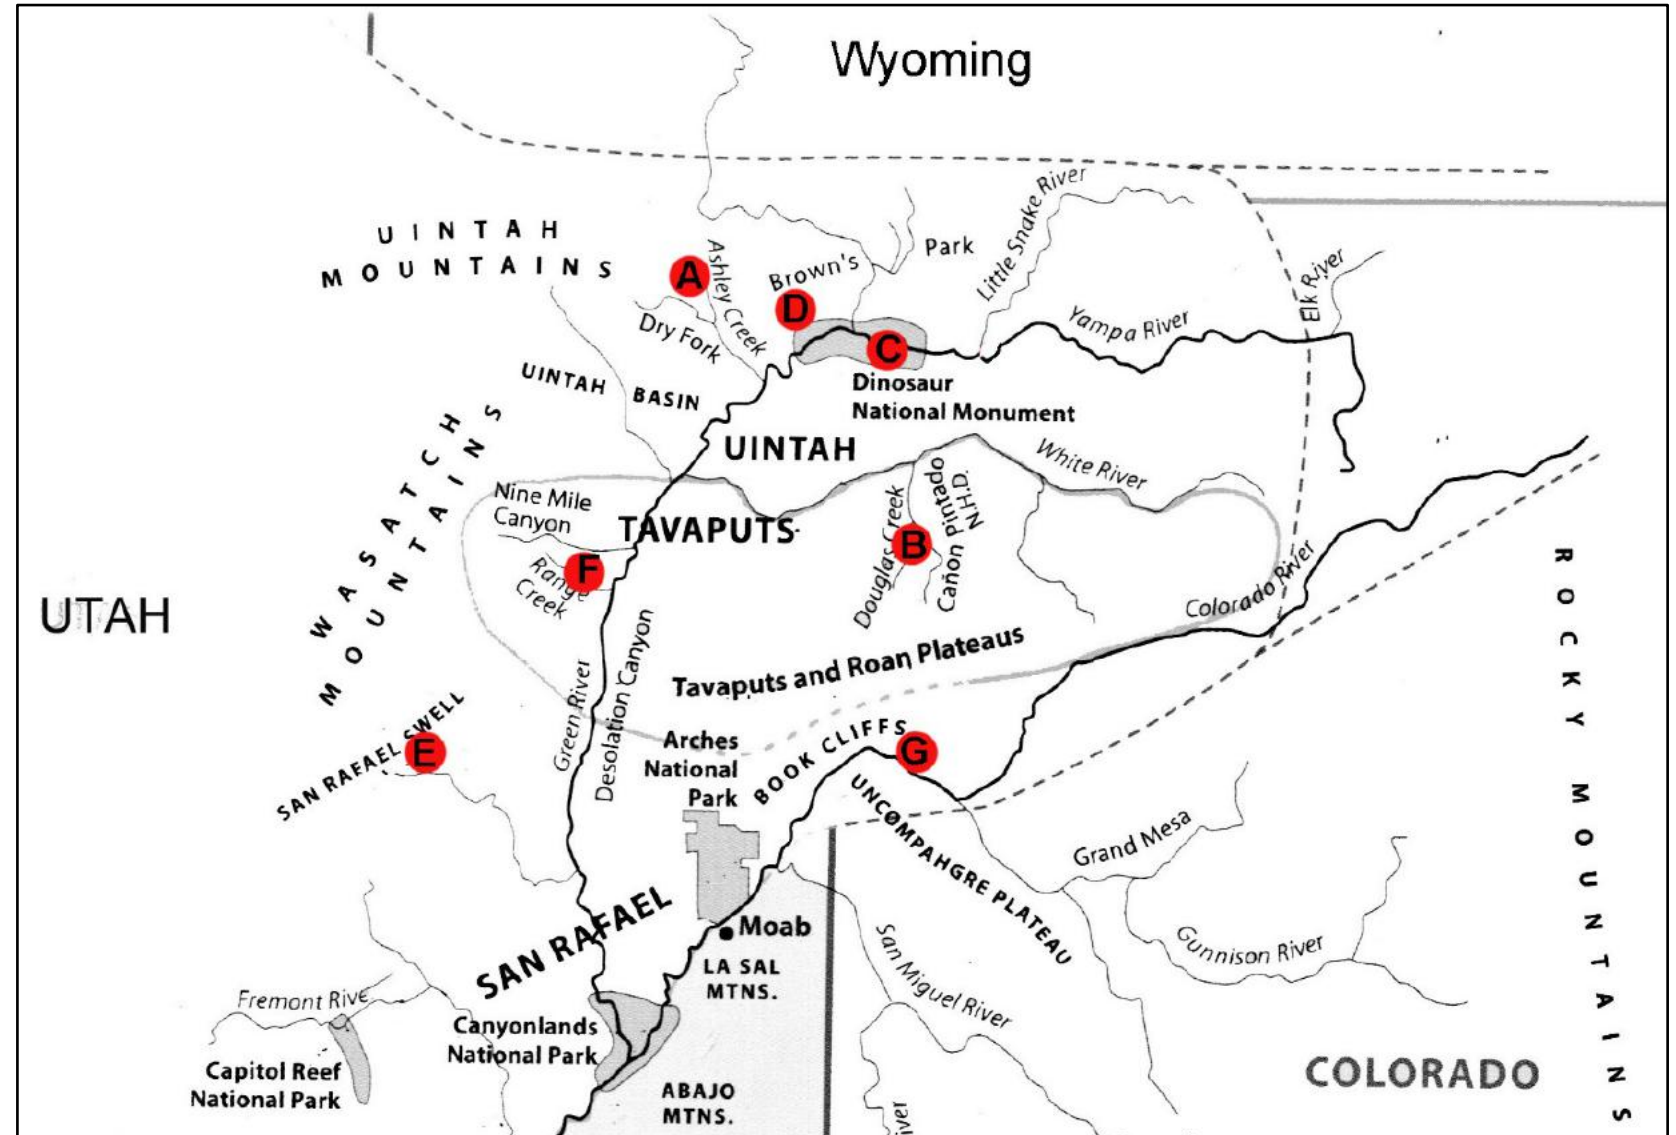 Wyoming
UINTAH
MOUNTAINS
A
Ashley Creek
Dry Fork
Brown's
Park
D
C
Little Snake River
Yampa River
Elk River
Dinosaur
National Monument
UINTAH BASIN
UINTAH
White River
WASATCH
MOUNTAINS
Nine Mile
Canyon
TAVAPUTS
F
Range
Creek
Douglas Creek
B
Cañon Pintado
N.H.D.
UTAH
Colorado River
Tavaputs and Roan Plateaus
Green River
Desolation Canyon
SAN RAFAEL SWELL
E
Arches
National
Park
BOOK CLIFFS
G
UNCOMPAHGRE PLATEAU
Grand Mesa
ROCKY MOUNTAINS
SAN RAFAEL
Moab
LA SAL
MTNS.
San Miguel River
Gunnison River
Fremont Rive
Capitol Reef
National Park
Canyonlands
National Park
ABAJO
MTNS.
COLORADO
iver